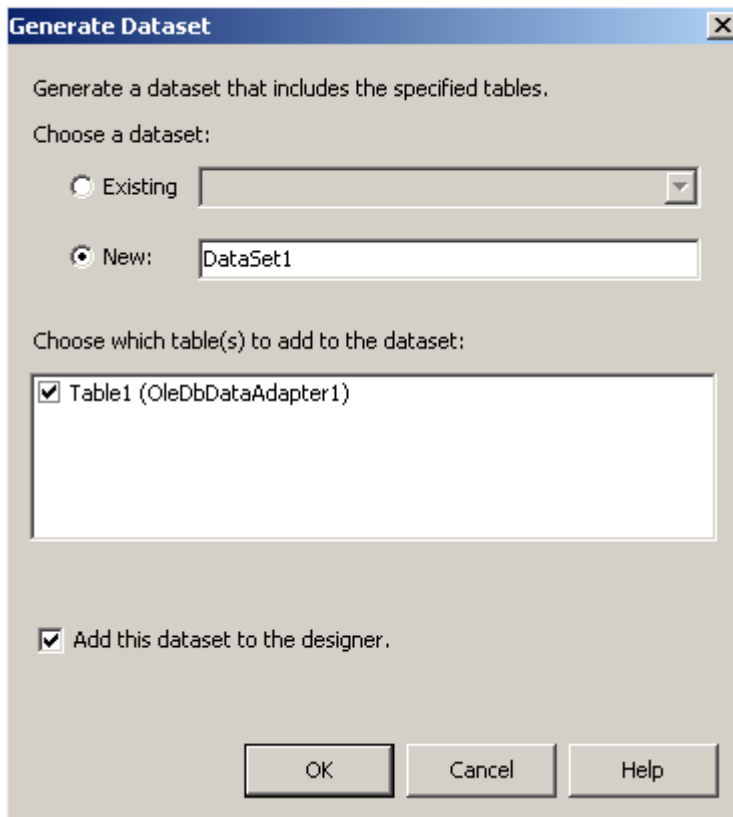 Generate Dataset
Generate a dataset that includes the specified tables.
Choose a dataset:
Existing
New: DataSet1
Choose which table(s) to add to the dataset:
Table1 (OleDbDataAdapter1)
Add this dataset to the designer.
OK Cancel Help